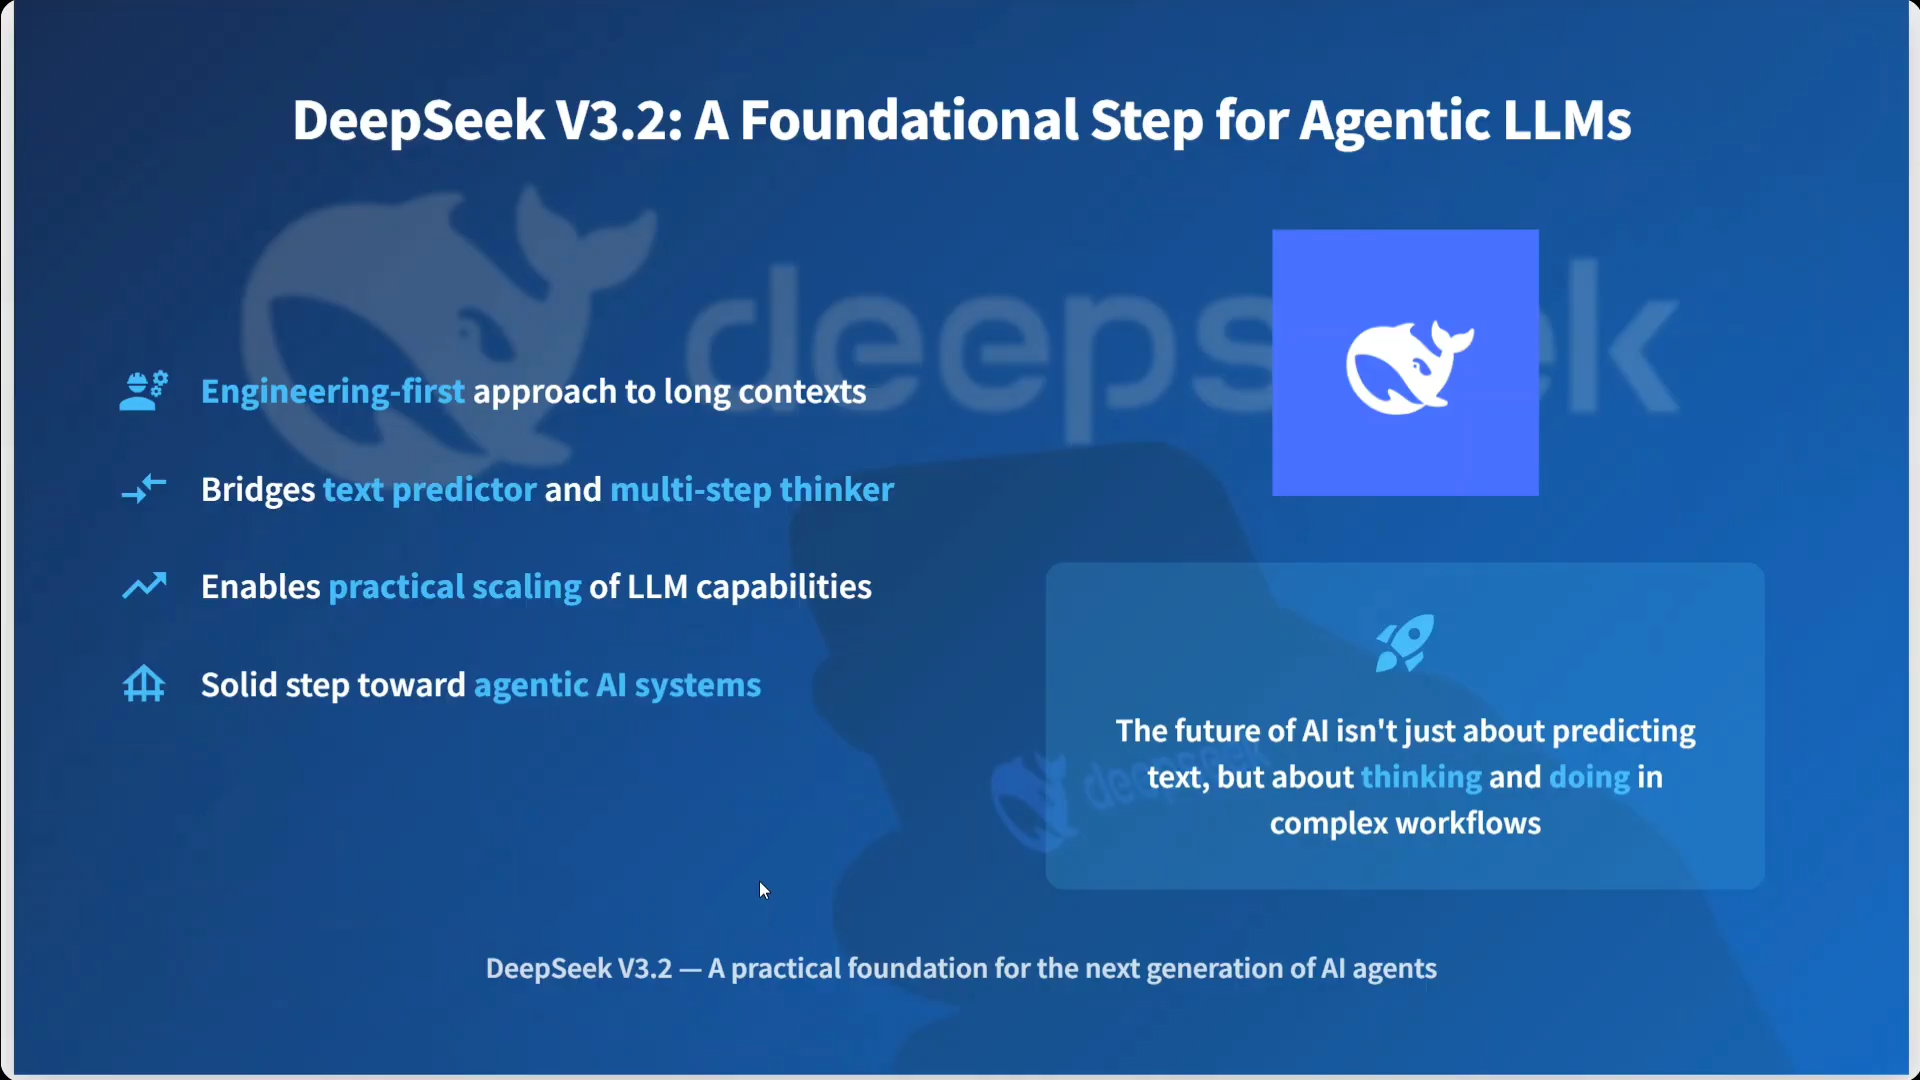 DeepSeek V3.2: A Foundational Step for Agentic LLMs
deepseek
Engineering-first approach to long contexts
Bridges text predictor and multi-step thinker
Enables practical scaling of LLM capabilities
Solid step toward agentic AI systems
The future of AI isn't just about predicting
text, but about thinking and doing in
complex workflows
deepseek
DeepSeek V3.2 — A practical foundation for the next generation of AI agents